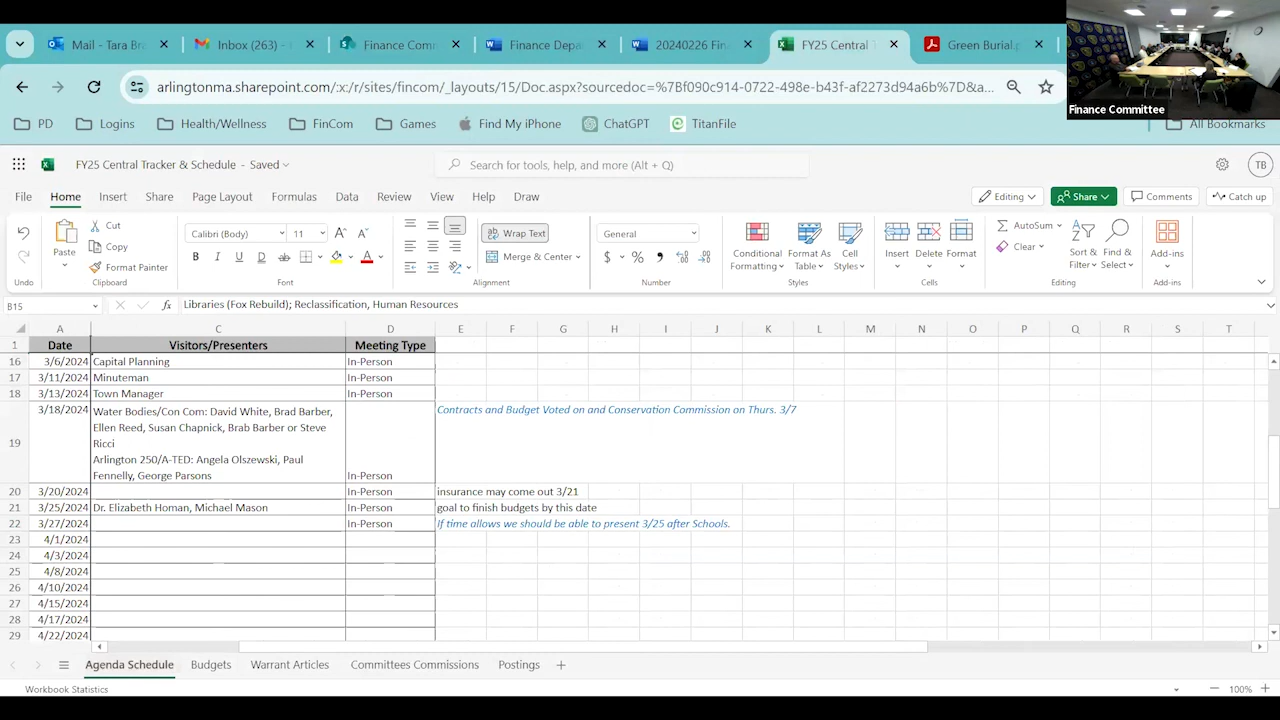 Mail - Tara Br
Inbox (263) -
Finance Com
Finance Depa
20240226 Fin
FY25 Central T
Green Burial.p
arlingtonma.sharepoint.com/:x:/r/sites/fincom/_layouts/15/Doc.aspx?sourcedoc=%7Bf090c914-0722-498e-b43f-af2273d94a6b%7D&a...
Finance Committee
PD
Logins
Health/Wellness
FinCom
Games
Find My iPhone
ChatGPT
TitanFile
All Bookmarks
FY25 Central Tracker & Schedule - Saved
Search for tools, help, and more (Alt + Q)
TB
File Home Insert Share Page Layout Formulas Data Review View Help Draw
Editing Share Comments Catch up
Paste
Cut
Copy
Format Painter
Calibri (Body) 11
B I U D ab A
Wrap Text
Merge & Center
General
$ % 9
Conditional Formatting
Format As Table
Cell Styles
Insert
Delete
Format
AutoSum
Clear
Sort & Filter
Find & Select
Add-ins
Undo Clipboard Font Alignment Number Styles Cells Editing Add-ins
B15 fx Libraries (Fox Rebuild); Reclassification, Human Resources
A C D E F G H I J K L M N O P Q R S T
1 Date Visitors/Presenters Meeting Type
16 3/6/2024 Capital Planning In-Person
17 3/11/2024 Minuteman In-Person
18 3/13/2024 Town Manager In-Person
19 3/18/2024 Water Bodies/Con Com: David White, Brad Barber,
Ellen Reed, Susan Chapnick, Brab Barber or Steve
Ricci
Arlington 250/A-TED: Angela Olszewski, Paul
Fennelly, George Parsons
In-Person
Contracts and Budget Voted on and Conservation Commission on Thurs. 3/7
20 3/20/2024 In-Person insurance may come out 3/21
21 3/25/2024 Dr. Elizabeth Homan, Michael Mason In-Person goal to finish budgets by this date
22 3/27/2024 In-Person If time allows we should be able to present 3/25 after Schools.
23 4/1/2024
24 4/3/2024
25 4/8/2024
26 4/10/2024
27 4/15/2024
28 4/17/2024
29 4/22/2024
Agenda Schedule Budgets Warrant Articles Committees Commissions Postings
Workbook Statistics
100%